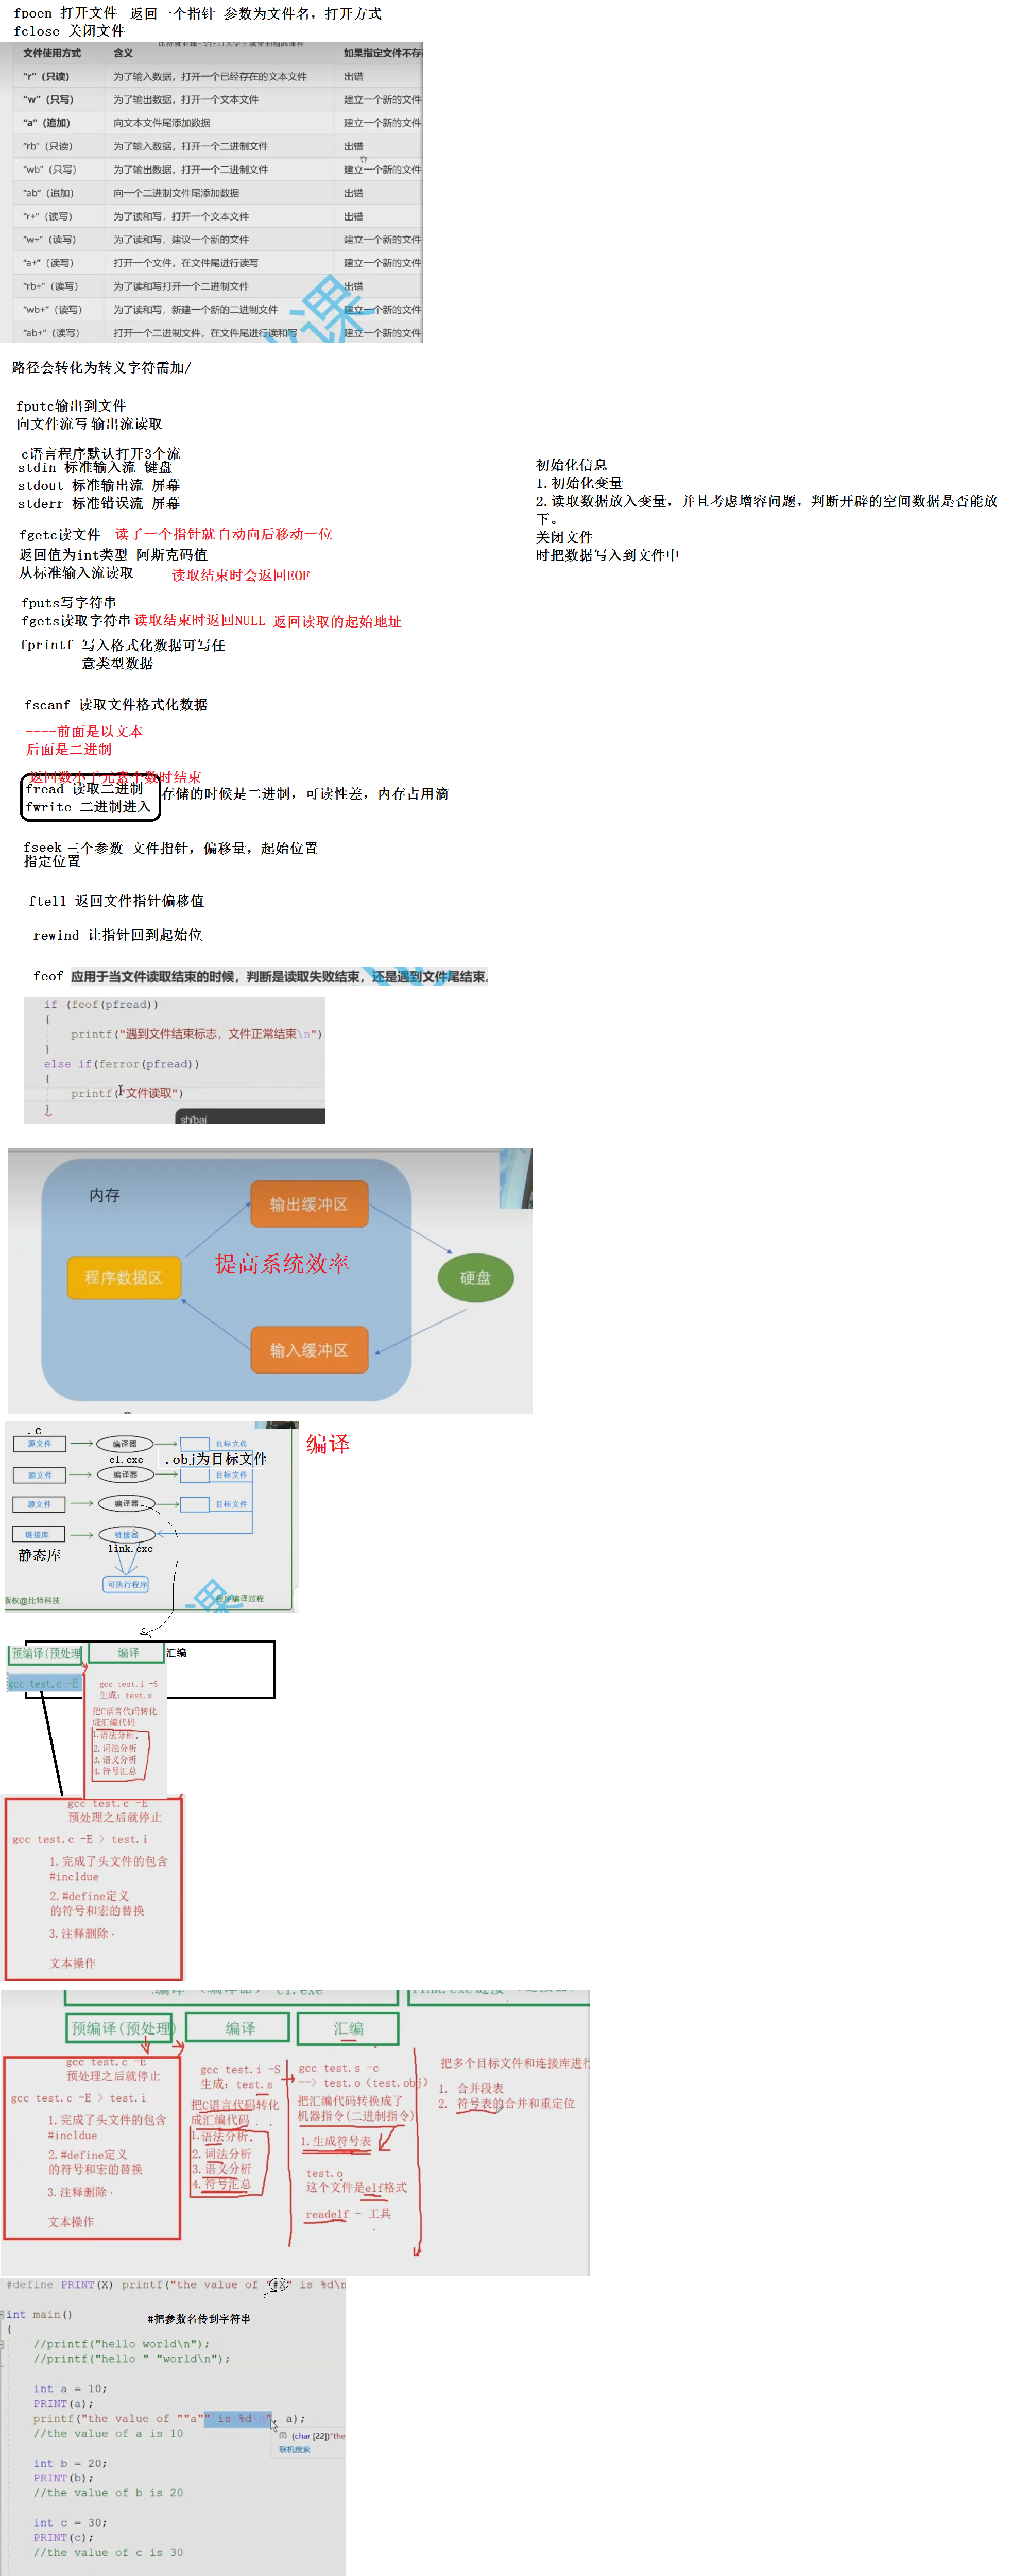 fpoen 打开文件 返回一个指针 参数为文件名，打开方式
fclose 关闭文件
文件使用方式 含义 如果指定文件不存
“r”（只读） 为了输入数据，打开一个已经存在的文本文件 出错
“w”（只写） 为了输出数据，打开一个文本文件 建立一个新的文件
“a”（追加） 向文本文件尾添加数据 建立一个新的文件
“rb”（只读） 为了输入数据，打开一个二进制文件 出错
“wb”（只写） 为了输出数据，打开一个二进制文件 建立一个新的文件
“ab”（追加） 向一个二进制文件尾添加数据 出错
“r+”（读写） 为了读和写，打开一个文本文件 出错
“w+”（读写） 为了读和写，建议一个新的文件 建立一个新的文件
“a+”（读写） 打开一个文件，在文件尾进行读写 建立一个新的文件
“rb+”（读写） 为了读和写打开一个二进制文件 出错
“wb+”（读写） 为了读和写，新建一个新的二进制文件 建立一个新的文件
“ab+”（读写） 打开一个二进制文件，在文件尾进行读和写 建立一个新的文件
课
路径会转化为转义字符需加/
fputc输出到文件
向文件流写 输出流读取
c语言程序默认打开3个流
stdin-标准输入流 键盘
stdout 标准输出流 屏幕
stderr 标准错误流 屏幕
初始化信息
1.初始化变量
2.读取数据放入变量，并且考虑增容问题，判断开辟的空间数据是否能放
下。
关闭文件
时把数据写入到文件中
fgetc读文件 读了一个指针就自动向后移动一位
返回值为int类型 阿斯克码值
从标准输入流读取 读取结束时会返回EOF
fputs写字符串
fgets读取字符串 读取结束时返回NULL 返回读取的起始地址
fprintf 写入格式化数据可写任
意类型数据
fscanf 读取文件格式化数据
----前面是以文本
后面是二进制
返回数小于元素个数时结束
fread 读取二进制
fwrite 二进制进入
存储的时候是二进制，可读性差，内存占用滴
fseek 三个参数 文件指针，偏移量，起始位置
指定位置
ftell 返回文件指针偏移值
rewind 让指针回到起始位
feof 应用于当文件读取结束的时候，判断是读取失败结束，还是遇到文件尾结束。
if (feof(pfread))
{
printf("遇到文件结束标志，文件正常结束\n")
}
else if(ferror(pfread))
{
printf("文件读取")
}
shi'bai
内存
输出缓冲区
提高系统效率
程序数据区
硬盘
输入缓冲区
.c
源文件 编译器 目标文件
编译
cl.exe .obj为目标文件
源文件 编译器 目标文件
源文件 编译器 目标文件
链接库 链接器
静态库 link.exe
可执行程序
版权@比特科技 程序编译过程
课
预编译(预处理 编译 汇编
gcc test.c -E
gcc test.i -S
生成：test.s
把C语言代码转化
成汇编代码
1.语法分析.
2.词法分析
3.语义分析
4.符号汇总
gcc test.c -E
预处理之后就停止
gcc test.c -E > test.i
1.完成了头文件的包含
#incldue
2.#define定义
的符号和宏的替换
3.注释删除.
文本操作
预编译(预处理) 编译 汇编
gcc test.c -E
预处理之后就停止
gcc test.c -E > test.i
1.完成了头文件的包含
#incldue
2.#define定义
的符号和宏的替换
3.注释删除.
文本操作
gcc test.i -S
生成：test.s
把C语言代码转化
成汇编代码
1.语法分析.
2.词法分析
3.语义分析
4.符号汇总
gcc test.s -c
--> test.o（test.obj）
把汇编代码转换成了
机器指令(二进制指令)
1.生成符号表
test.o
这个文件是elf格式
readelf - 工具
把多个目标文件和连接库进行
1. 合并段表
2. 符号表的合并和重定位
#define PRINT(X) printf("the value of "#X" is %d\n
int main()
#把参数名传到字符串
{
//printf("hello world\n");
//printf("hello " "world\n");
int a = 10;
PRINT(a);
printf("the value of ""a"" is %d\n", a);
//the value of a is 10
(char [22])"the
联机搜索
int b = 20;
PRINT(b);
//the value of b is 20
int c = 30;
PRINT(c);
//the value of c is 30